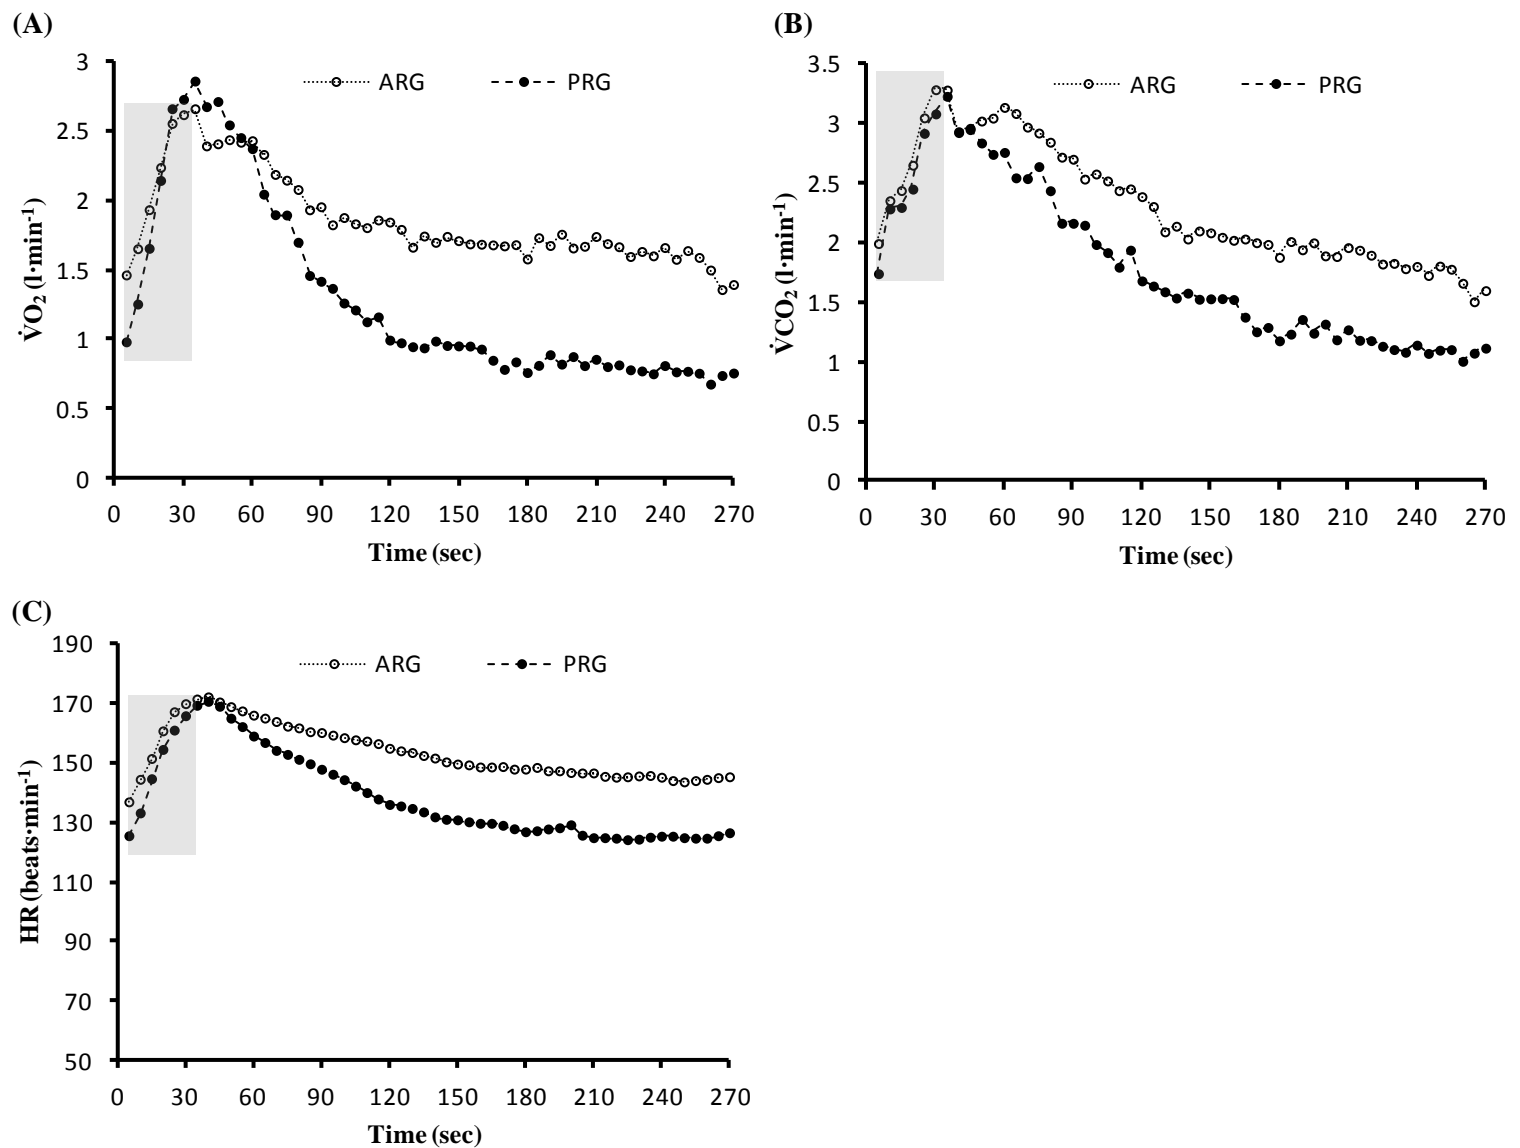 (A)
ARG PRG
3
2.5
2
1.5
1
0.5
0
V̇O₂ (l·min⁻¹)
0 30 60 90 120 150 180 210 240 270
Time (sec)
(B)
ARG PRG
3.5
3
2.5
2
1.5
1
0.5
0
V̇CO₂ (l·min⁻¹)
0 30 60 90 120 150 180 210 240 270
Time (sec)
(C)
ARG PRG
190
170
150
130
110
90
70
50
HR (beats·min⁻¹)
0 30 60 90 120 150 180 210 240 270
Time (sec)